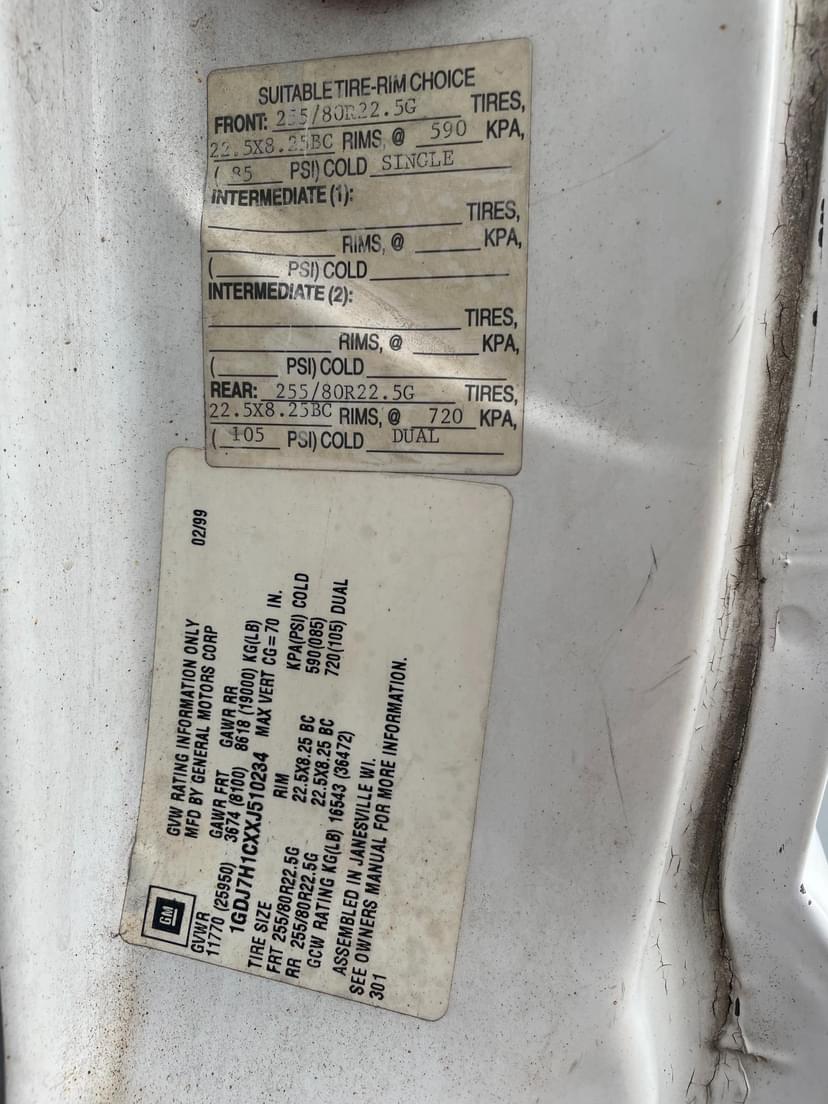 SUITABLE TIRE-RIM CHOICE
FRONT: 255/80R22.5G TIRES,
22.5X8.25BC RIMS, @ 590 KPA,
( 85 PSI) COLD SINGLE
INTERMEDIATE (1):
TIRES,
RIMS, @ KPA,
( PSI) COLD
INTERMEDIATE (2):
TIRES,
RIMS, @ KPA,
( PSI) COLD
REAR: 255/80R22.5G TIRES,
22.5X8.25BC RIMS, @ 720 KPA,
( 105 PSI) COLD DUAL
GM
GVW RATING INFORMATION ONLY 02/99
MFD BY GENERAL MOTORS CORP
GVWR GAWR FRT GAWR RR
11770 (25950) 3674 (8100) 8618 (19000) KG(LB)
1GDJ7H1CXXJ510234 MAX VERT CG=70 IN.
TIRE SIZE RIM KPA(PSI) COLD
FRT 255/80R22.5G 22.5X8.25 BC 590(085)
RR 255/80R22.5G 22.5X8.25 BC 720(105) DUAL
GCW RATING KG(LB) 16543 (36472)
ASSEMBLED IN JANESVILLE WI.
SEE OWNERS MANUAL FOR MORE INFORMATION.
301